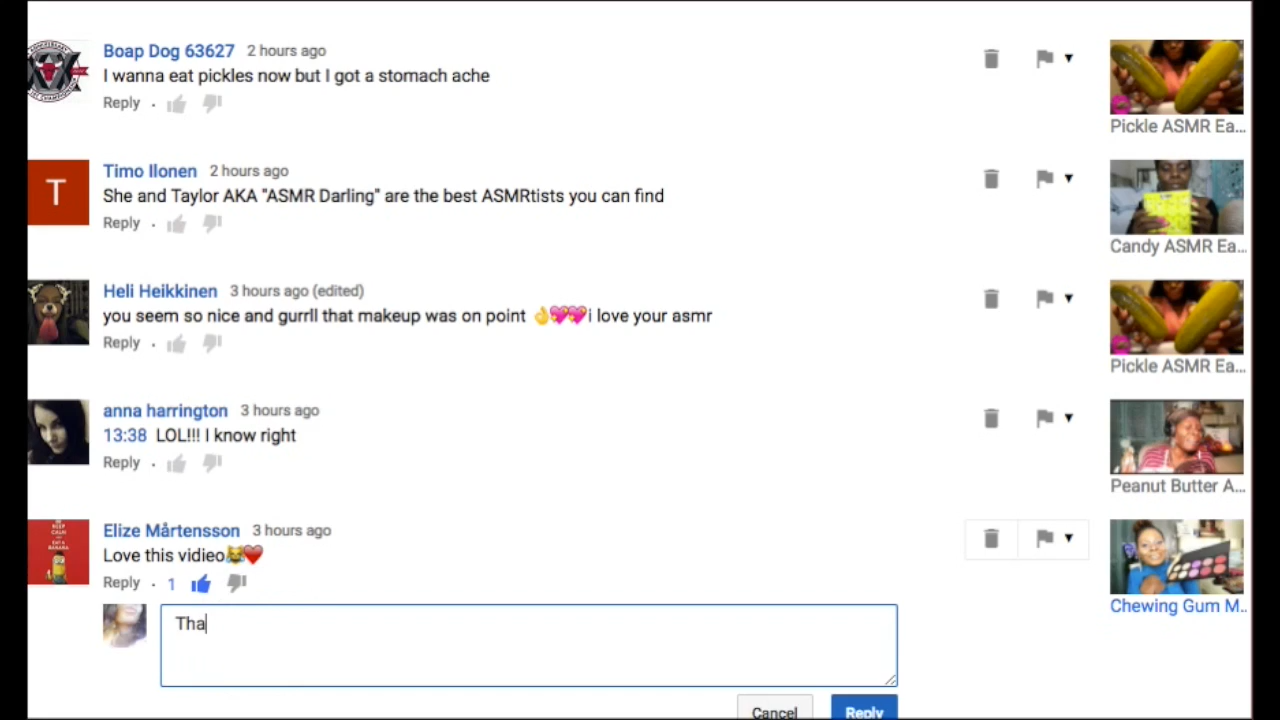 Boap Dog 63627 2 hours ago
I wanna eat pickles now but I got a stomach ache
Reply .
Pickle ASMR Ea...
Timo Ilonen 2 hours ago
T
She and Taylor AKA "ASMR Darling" are the best ASMRtists you can find
Reply .
Candy ASMR Ea...
Heli Heikkinen 3 hours ago (edited)
you seem so nice and gurrll that makeup was on point 👌💖💖i love your asmr
Reply .
Pickle ASMR Ea...
anna harrington 3 hours ago
13:38 LOL!!! I know right
Reply .
Peanut Butter A...
Elize Mårtensson 3 hours ago
KEEP
CALM
EAT A
BANANA
Love this vidieo😹❤️
Reply . 1
Chewing Gum M..
Tha
Cancel Reply